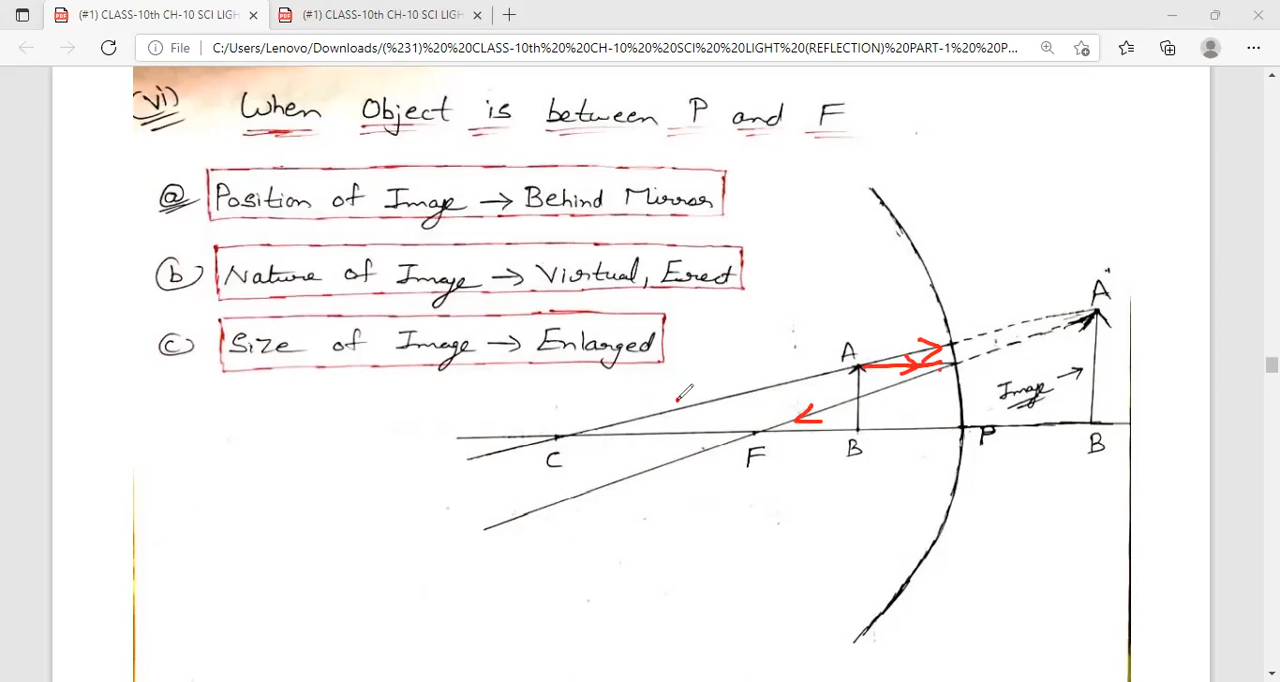 (#1) CLASS-10th CH-10 SCI LIGH
(#1) CLASS-10th CH-10 SCI LIGH
File
C:/Users/Lenovo/Downloads/(%231)%20%20CLASS-10th%20%20CH-10%20%20SCI%20%20LIGHT%20(REFLECTION)%20PART-1%20%20P...
(vi) When Object is between P and F
(a) Position of Image → Behind Mirror
(b) Nature of Image → Virtual, Erect
(c) Size of Image → Enlarged
A'
A
Image →
C
F
B
P
B